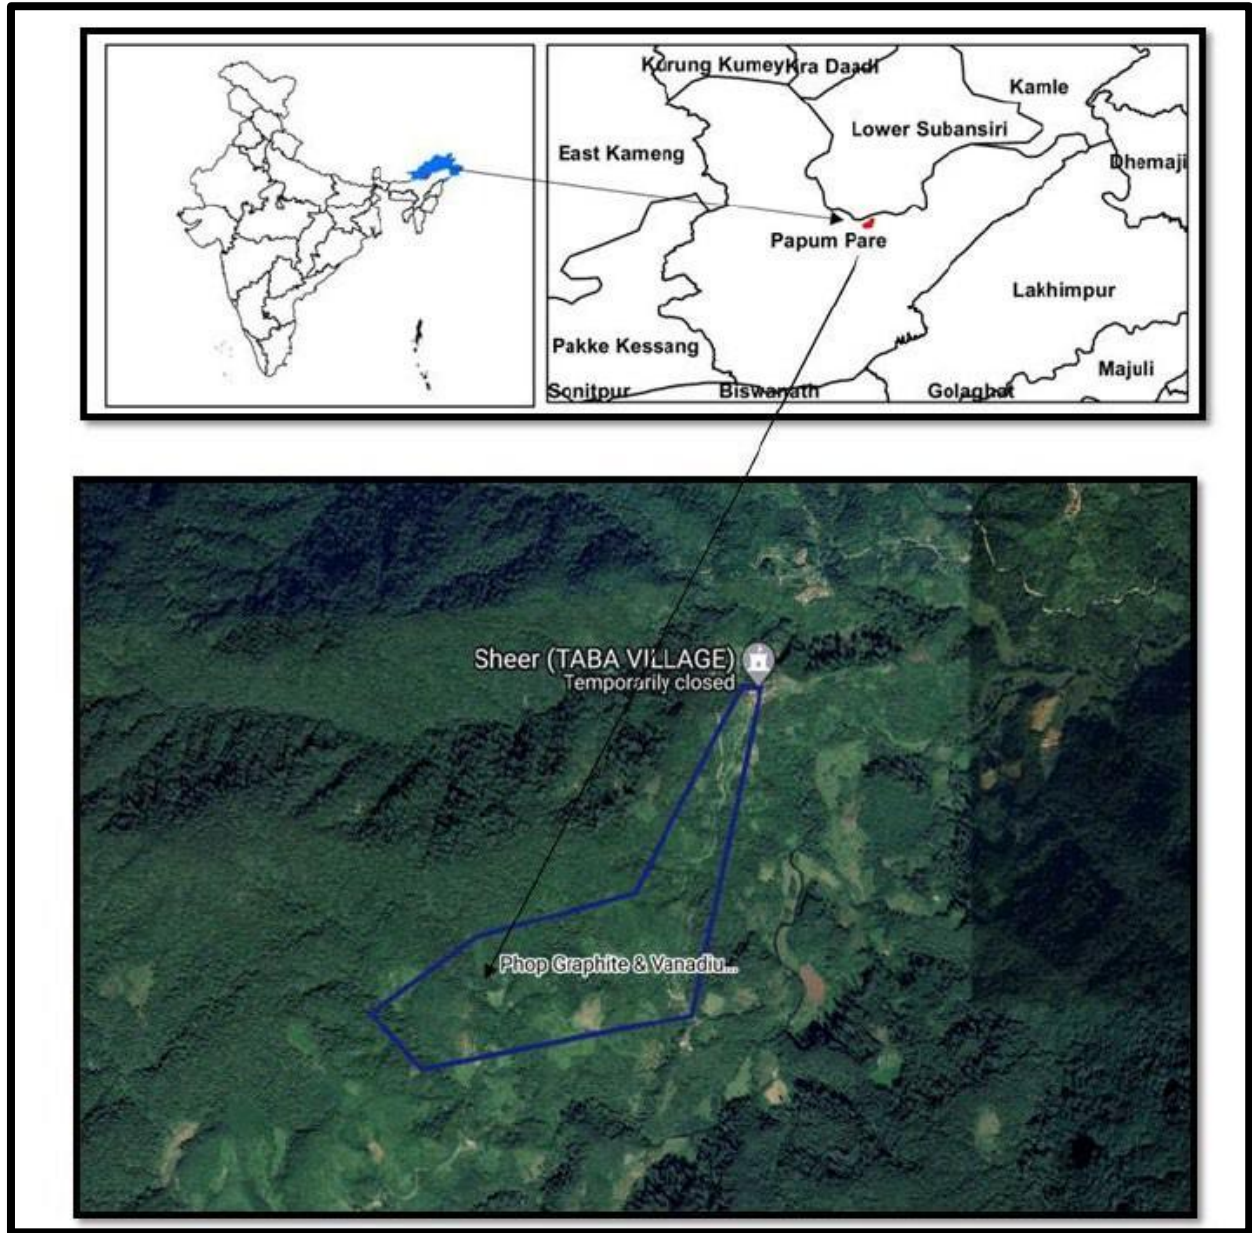 Kurung Kumey
Kra Daadi
Kamle
Lower Subansiri
East Kameng
Dhemaji
Papum Pare
Lakhimpur
Pakke Kessang
Majuli
Sonitpur
Biswanath
Golaghat
Sheer (TABA VILLAGE)
Temporarily closed
Phop Graphite & Vanadiu...